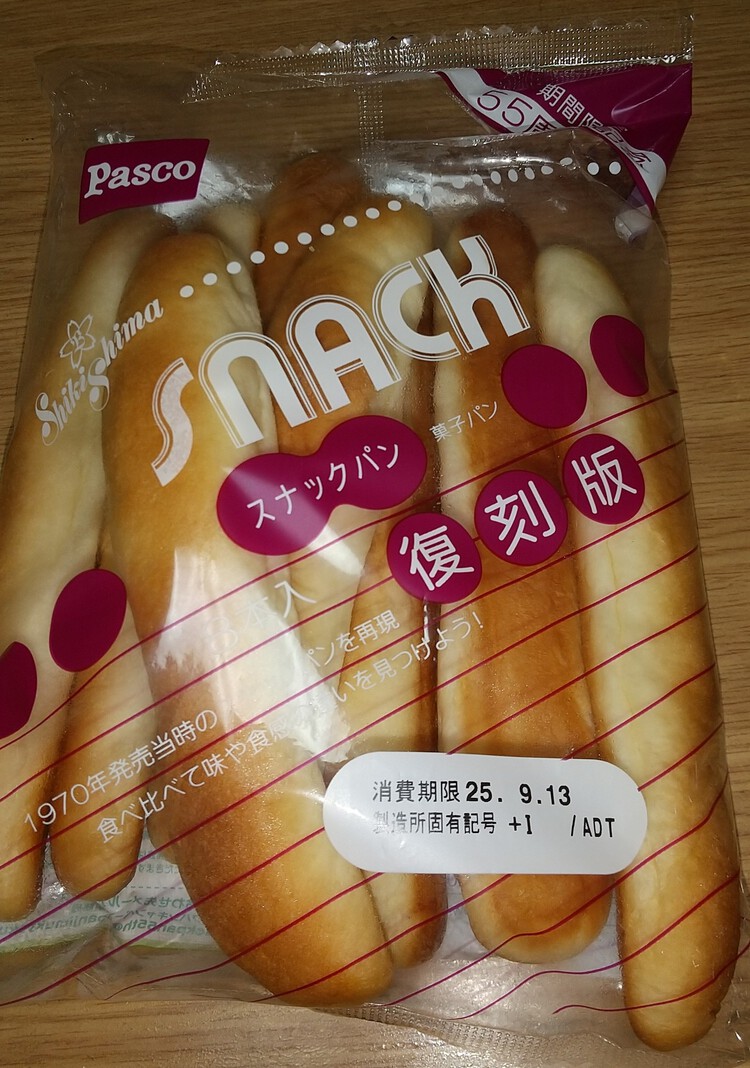 期間限定
55周
Pasco
Shiki Shima
SNACK
スナックパン
菓子パン
復刻版
本入
1970年発売当時の
パンを再現
食べ比べて味や食感の いを見つけよう!
消費期限 25. 9.13
製造所固有記号 +I /ADT